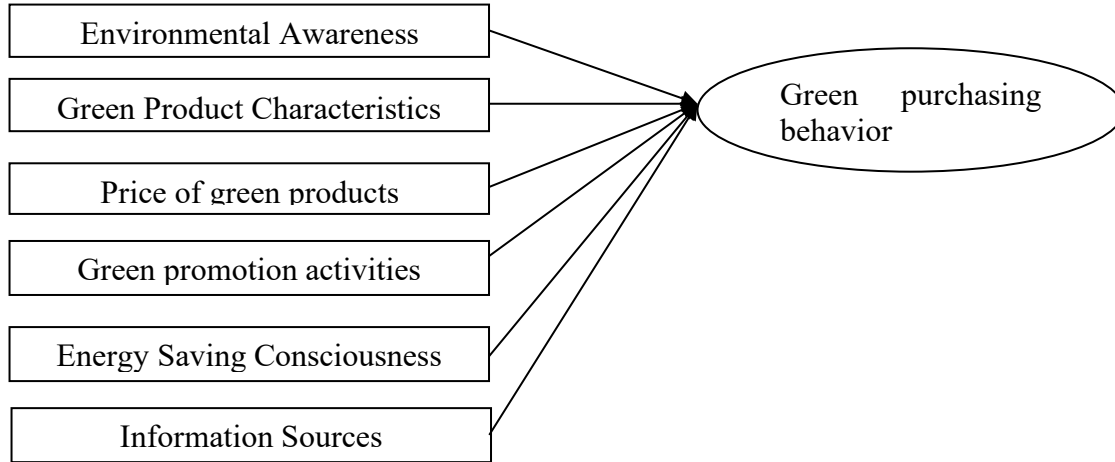 Environmental Awareness
Green Product Characteristics
Price of green products
Green promotion activities
Energy Saving Consciousness
Information Sources
Green purchasing
behavior